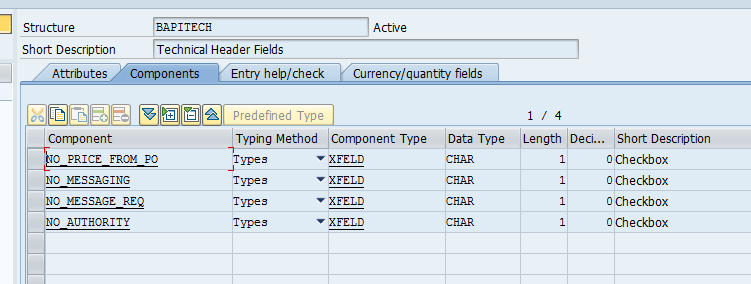 Structure BAPITECH Active
Short Description Technical Header Fields
Attributes Components Entry help/check Currency/quantity fields
Predefined Type 1 / 4
Component Typing Method Component Type Data Type Length Deci... Short Description
NO_PRICE_FROM_PO Types XFELD CHAR 1 0 Checkbox
NO_MESSAGING Types XFELD CHAR 1 0 Checkbox
NO_MESSAGE_REQ Types XFELD CHAR 1 0 Checkbox
NO_AUTHORITY Types XFELD CHAR 1 0 Checkbox